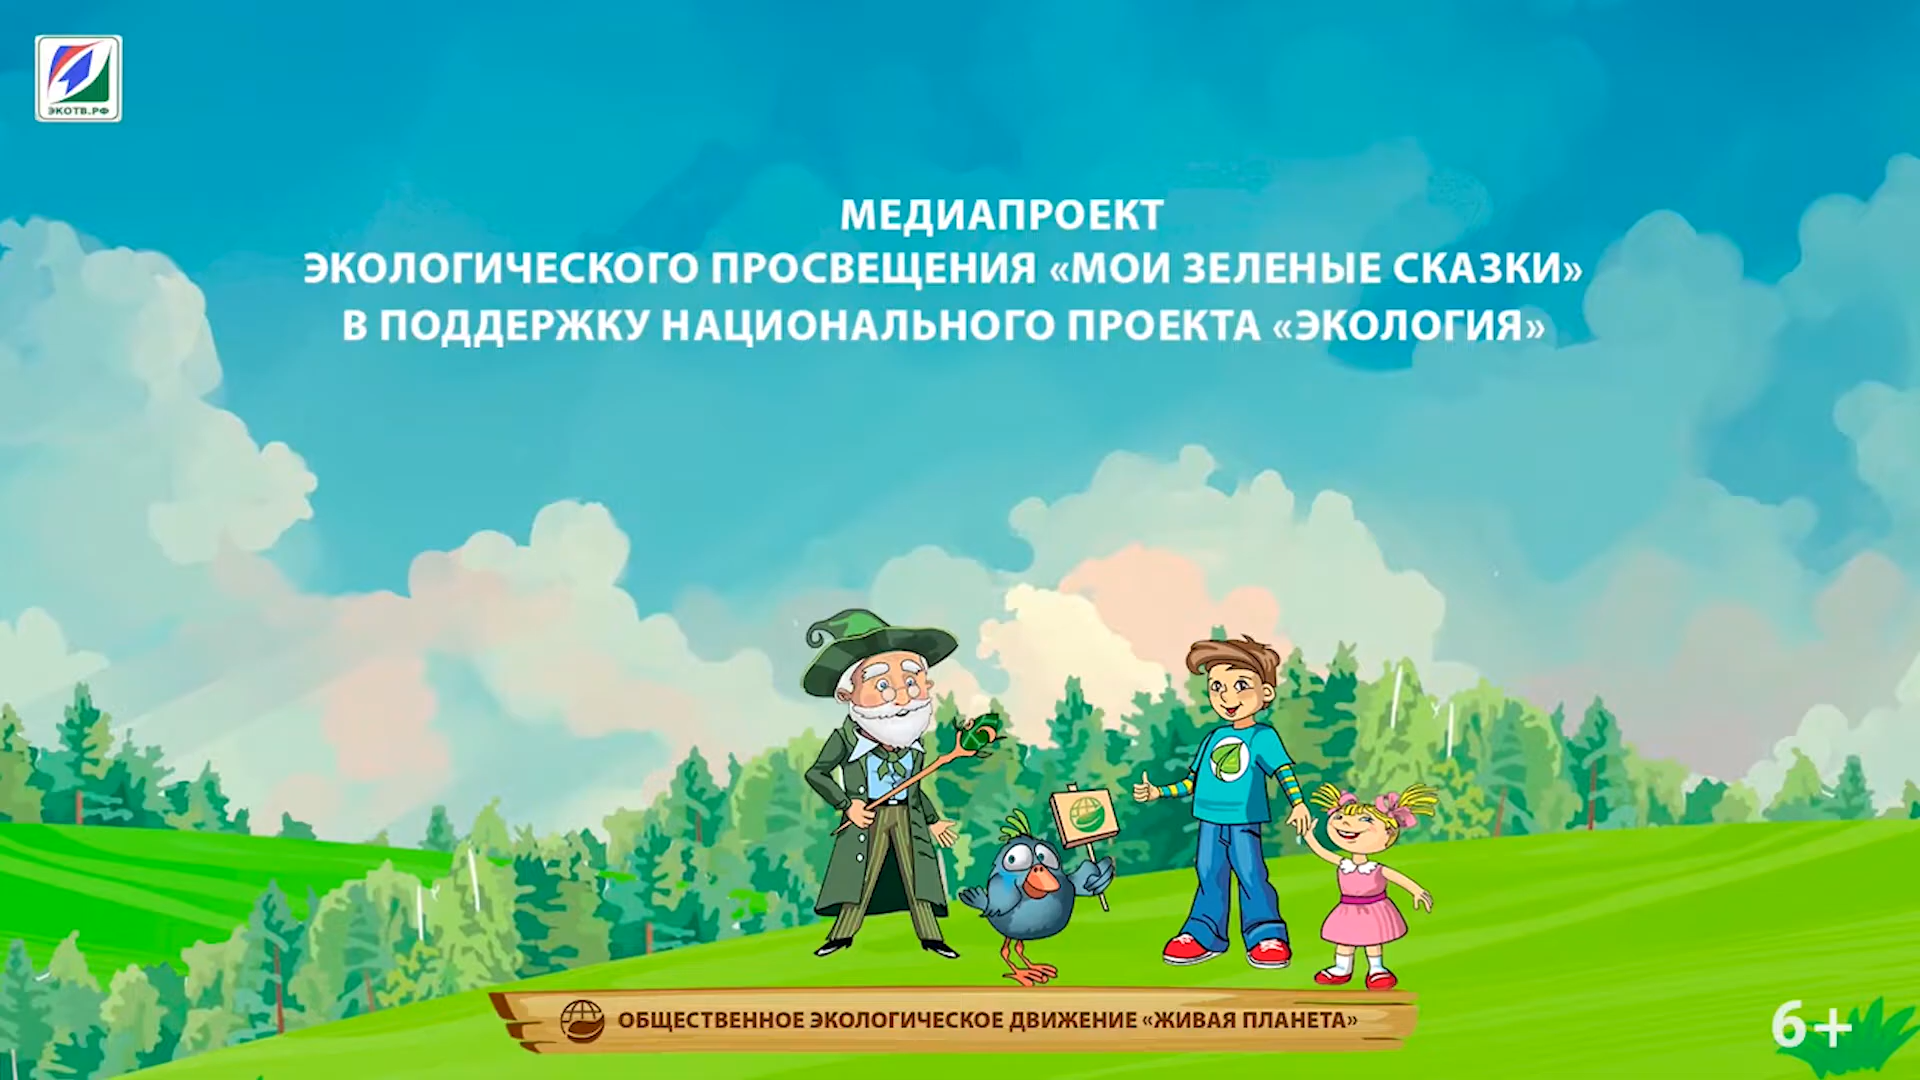 ЭКОТВ.РФ
МЕДИАПРОЕКТ
ЭКОЛОГИЧЕСКОГО ПРОСВЕЩЕНИЯ «МОИ ЗЕЛЕНЫЕ СКАЗКИ»
В ПОДДЕРЖКУ НАЦИОНАЛЬНОГО ПРОЕКТА «ЭКОЛОГИЯ»
ОБЩЕСТВЕННОЕ ЭКОЛОГИЧЕСКОЕ ДВИЖЕНИЕ «ЖИВАЯ ПЛАНЕТА»
6+